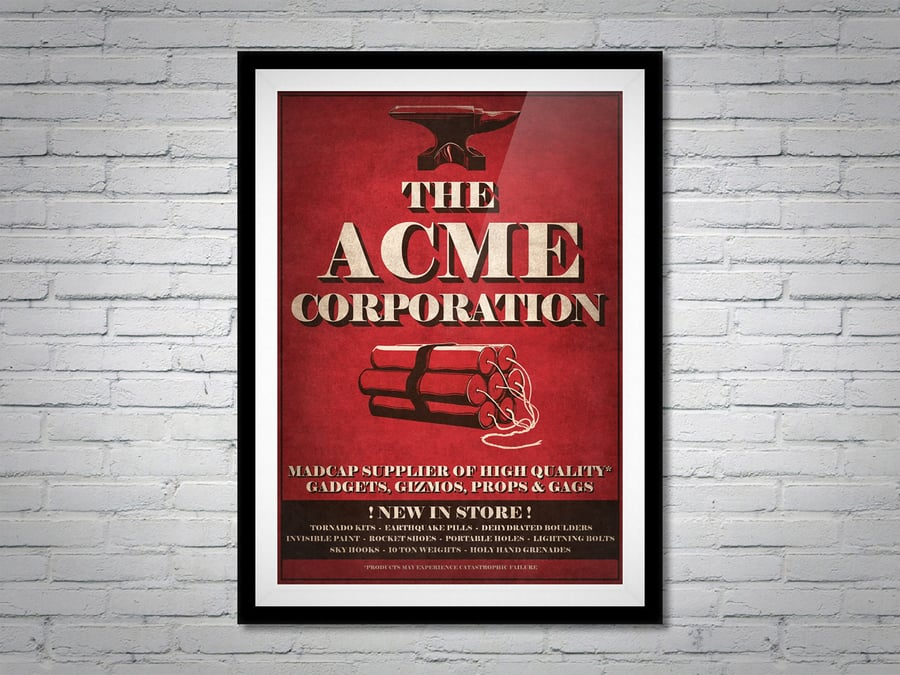 THE
ACME
CORPORATION
MADCAP SUPPLIER OF HIGH QUALITY*
GADGETS, GIZMOS, PROPS & GAGS
! NEW IN STORE !
TORNADO KITS - EARTHQUAKE PILLS - DEHYDRATED BOULDERS
INVISIBLE PAINT - ROCKET SHOES - PORTABLE HOLES - LIGHTNING BOLTS
SKY HOOKS - 10 TON WEIGHTS - HOLY HAND GRENADES
*PRODUCTS MAY EXPERIENCE CATASTROPHIC FAILURE